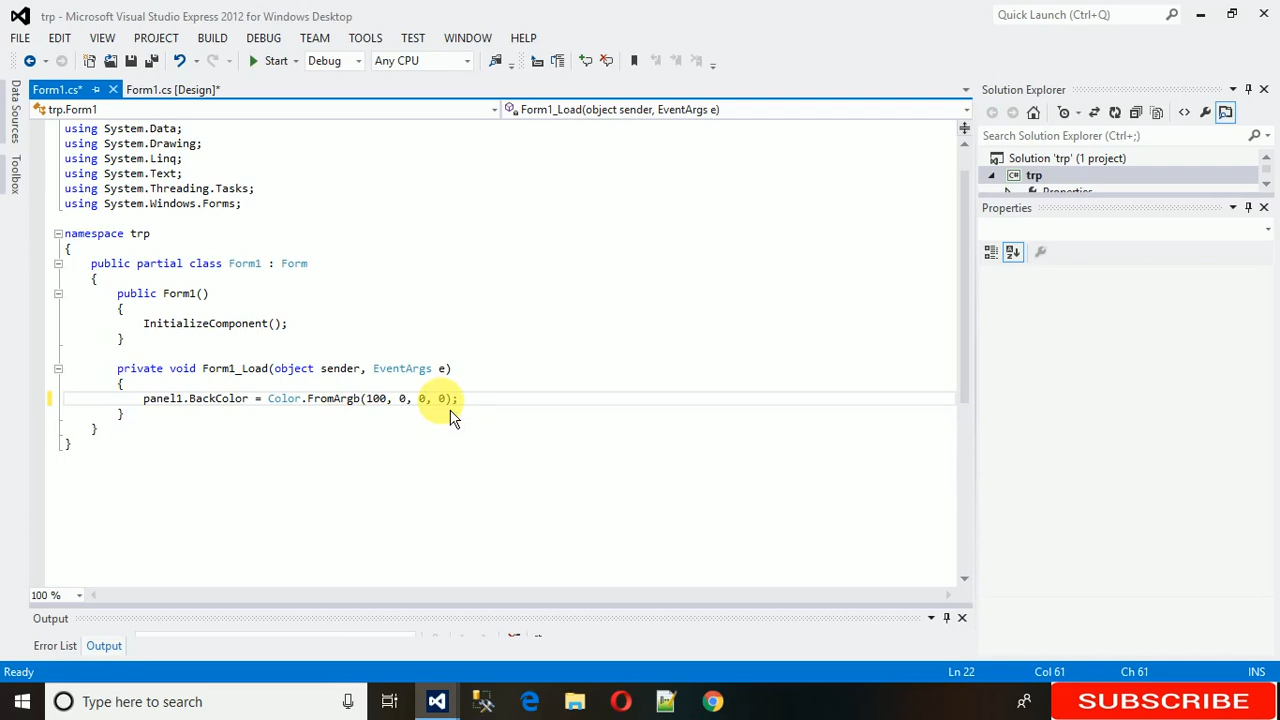 trp - Microsoft Visual Studio Express 2012 for Windows Desktop
Quick Launch (Ctrl+Q)
FILE EDIT VIEW PROJECT BUILD DEBUG TEAM TOOLS TEST WINDOW HELP
Start Debug Any CPU
Data Sources
Toolbox
Form1.cs* Form1.cs [Design]*
trp.Form1 Form1_Load(object sender, EventArgs e)
using System.Data;
using System.Drawing;
using System.Linq;
using System.Text;
using System.Threading.Tasks;
using System.Windows.Forms;
namespace trp
{
public partial class Form1 : Form
{
public Form1()
{
InitializeComponent();
}
private void Form1_Load(object sender, EventArgs e)
{
panel1.BackColor = Color.FromArgb(100, 0, 0, 0);
}
}
}
100 %
Output
Error List Output
Solution Explorer
Search Solution Explorer (Ctrl+;)
Solution 'trp' (1 project)
C# trp
Properties
Properties
Ready Ln 22 Col 61 Ch 61 INS
Type here to search
SUBSCRIBE